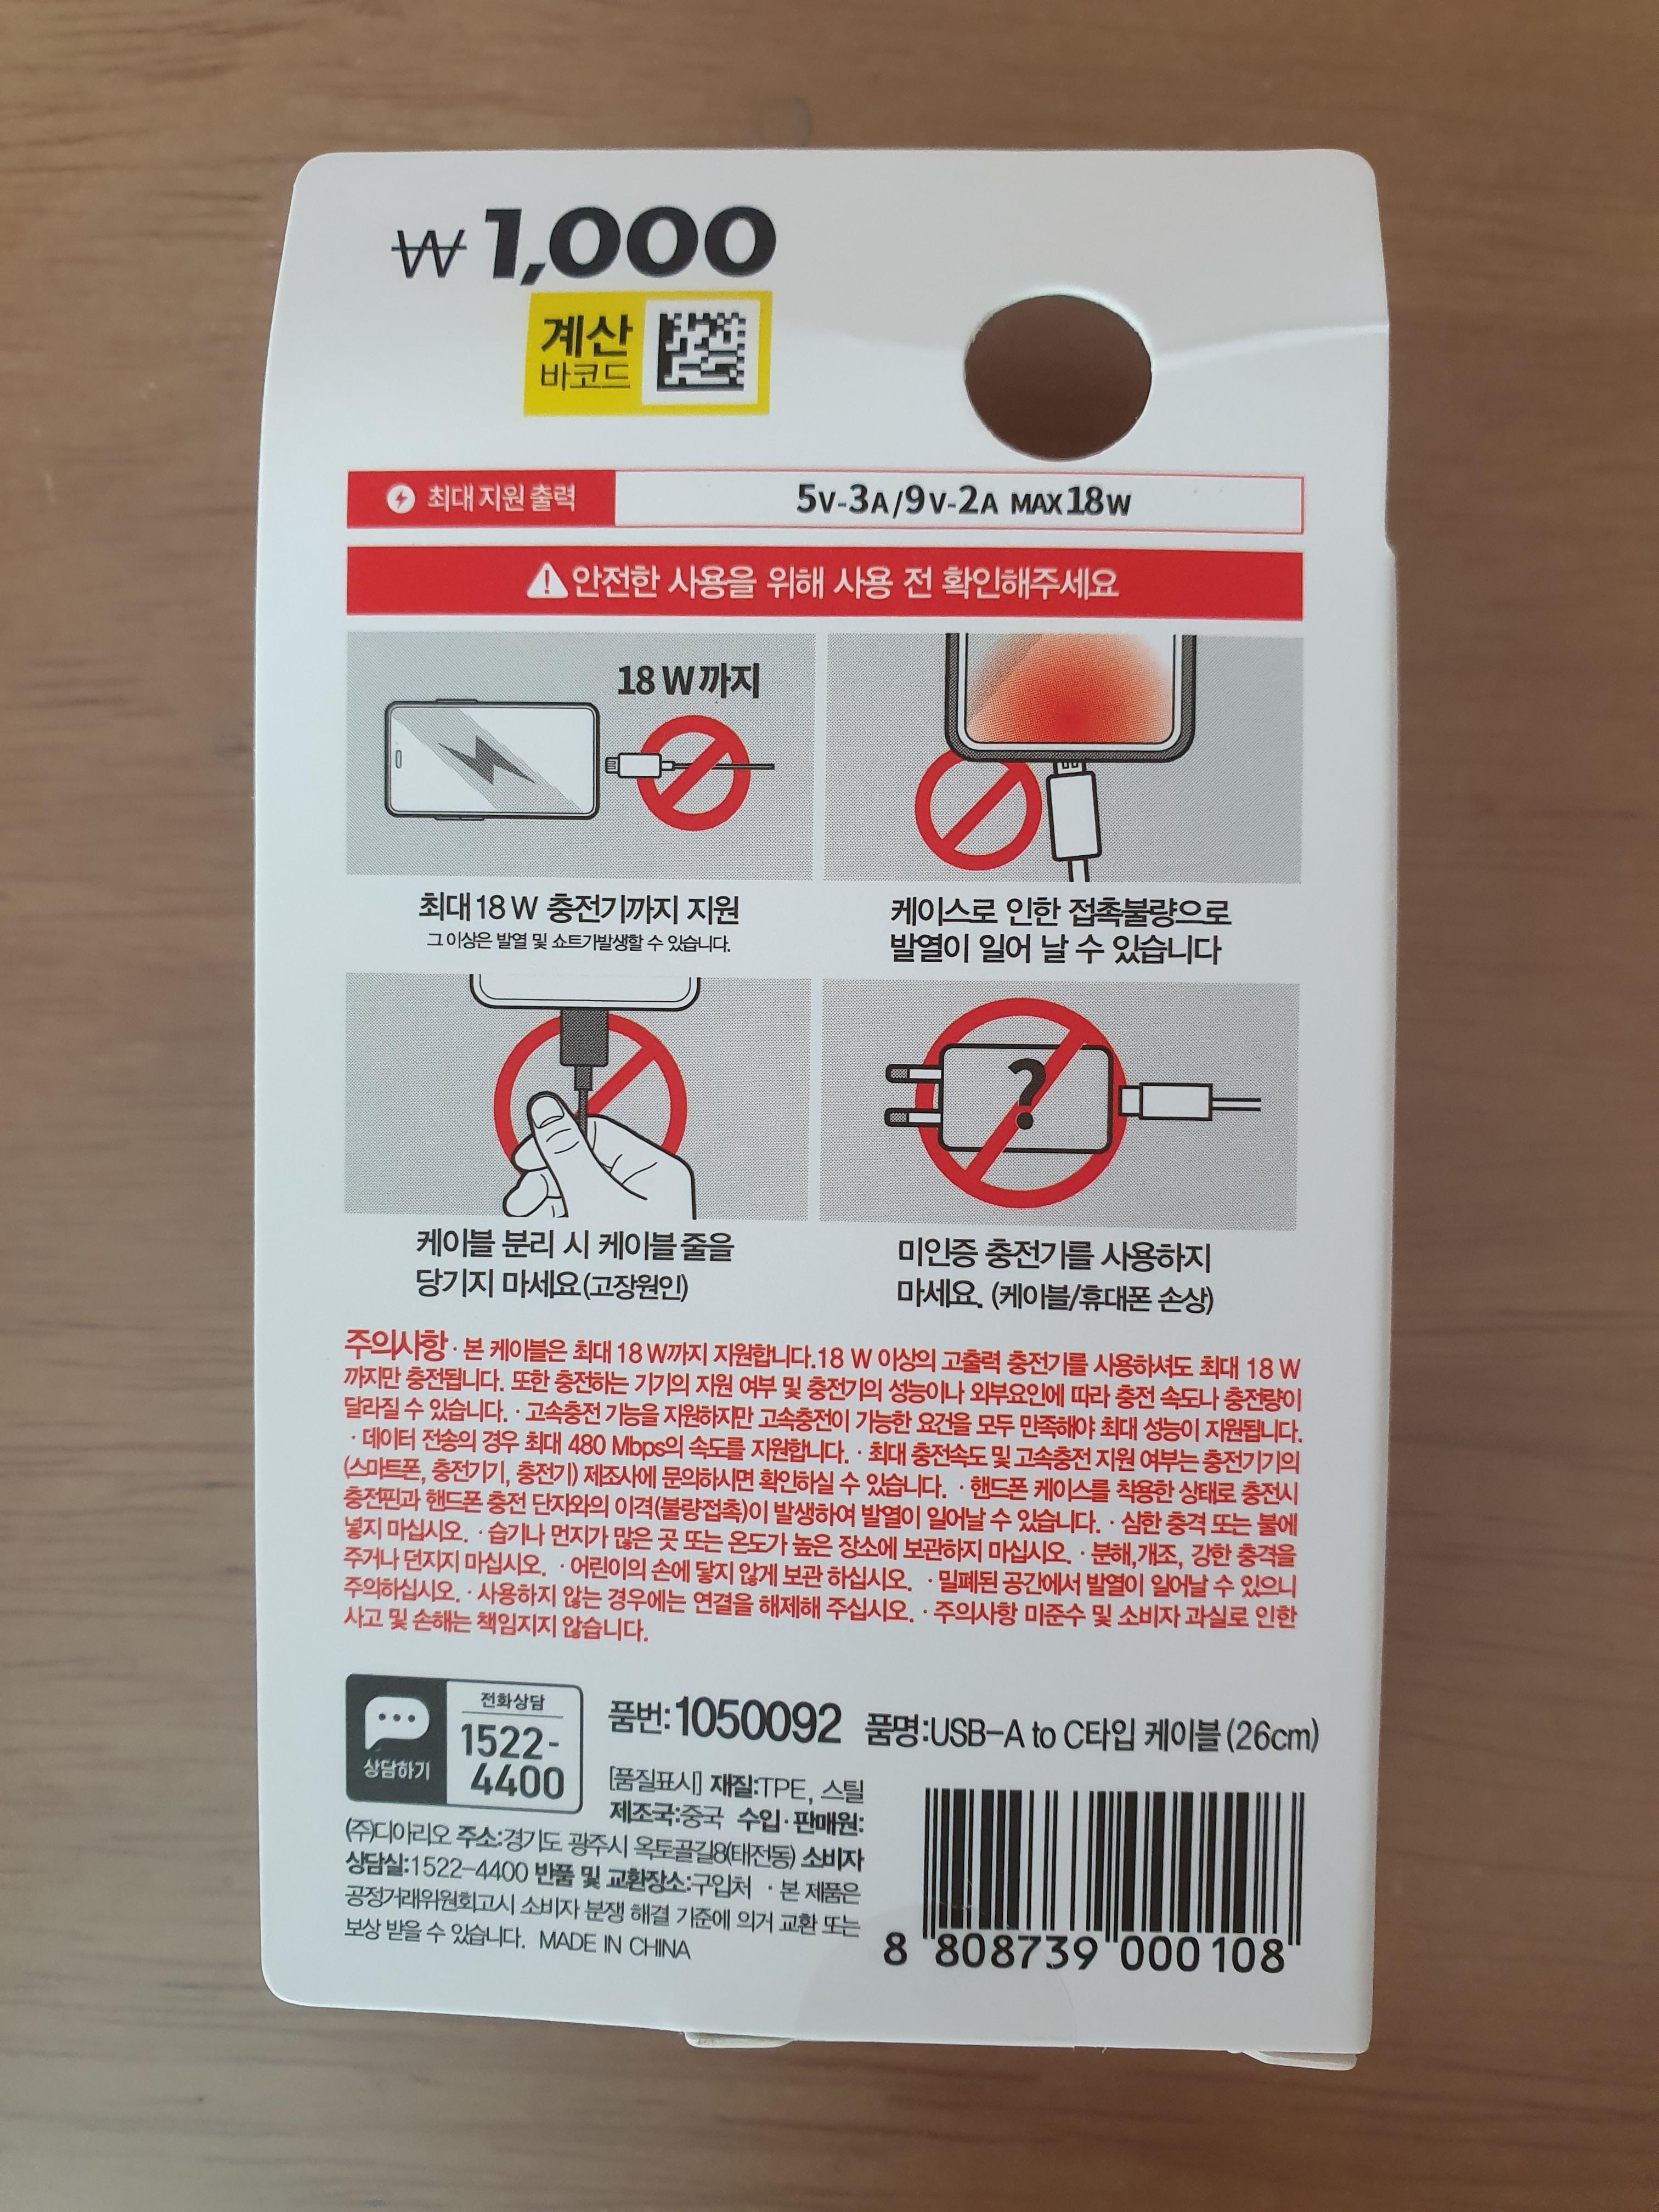 ₩1,000
계산
바코드
최대 지원 출력
5V-3A/9V-2A MAX18W
안전한 사용을 위해 사용 전 확인해주세요
18W까지
최대18W 충전기까지 지원
그 이상은 발열 및 쇼트가발생할 수 있습니다.
케이스로 인한 접촉불량으로
발열이 일어 날 수 있습니다
케이블 분리 시 케이블 줄을
당기지 마세요(고장원인)
?
미인증 충전기를 사용하지
마세요. (케이블/휴대폰 손상)
주의사항 · 본 케이블은 최대 18W까지 지원합니다.18 W 이상의 고출력 충전기를 사용하셔도 최대 18 W
까지만 충전됩니다. 또한 충전하는 기기의 지원 여부 및 충전기의 성능이나 외부요인에 따라 충전 속도나 충전량이
달라질 수 있습니다. · 고속충전 기능을 지원하지만 고속충전이 가능한 요건을 모두 만족해야 최대 성능이 지원됩니다.
· 데이터 전송의 경우 최대 480 Mbps의 속도를 지원합니다. · 최대 충전속도 및 고속충전 지원 여부는 충전기기의
(스마트폰, 충전기기, 충전기) 제조사에 문의하시면 확인하실 수 있습니다. · 핸드폰 케이스를 착용한 상태로 충전시
충전핀과 핸드폰 충전 단자와의 이격(불량접촉)이 발생하여 발열이 일어날 수 있습니다. · 심한 충격 또는 불에
넣지 마십시오. · 습기나 먼지가 많은 곳 또는 온도가 높은 장소에 보관하지 마십시오. · 분해,개조, 강한 충격을
주거나 던지지 마십시오. · 어린이의 손에 닿지 않게 보관 하십시오. · 밀폐된 공간에서 발열이 일어날 수 있으니
주의하십시오. · 사용하지 않는 경우에는 연결을 해제해 주십시오. · 주의사항 미준수 및 소비자 과실로 인한
사고 및 손해는 책임지지 않습니다.
상담하기
전화상담
1522-
4400
품번:1050092 품명:USB-A to C타입 케이블(26cm)
[품질표시] 재질:TPE, 스틸
제조국:중국 수입·판매원:
(주)디아리오 주소:경기도 광주시 옥토골길8(태전동) 소비자
상담실:1522-4400 반품 및 교환장소:구입처 · 본 제품은
공정거래위원회고시 소비자 분쟁 해결 기준에 의거 교환 또는
보상 받을 수 있습니다. MADE IN CHINA
8 808739 000108